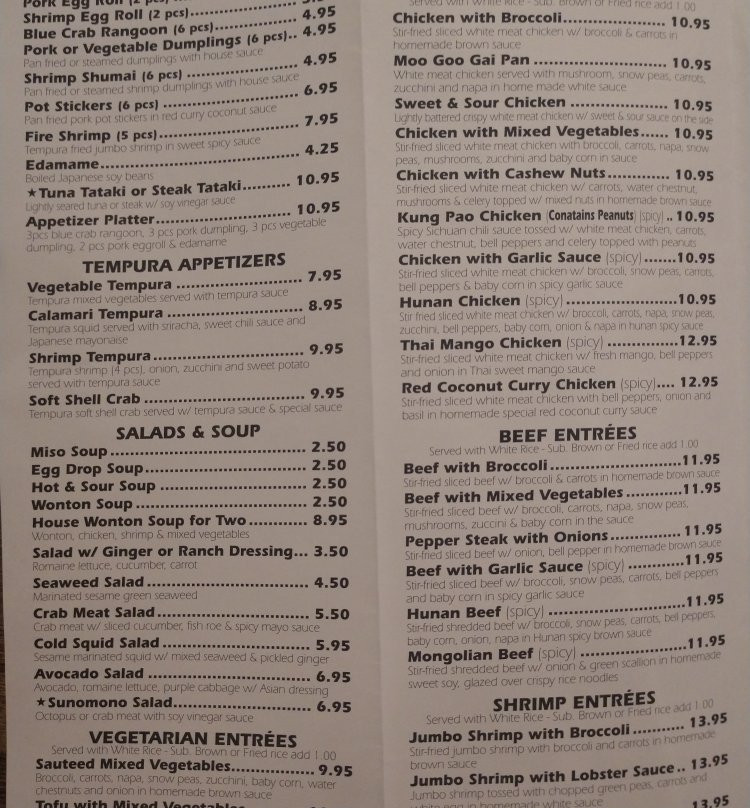 Pork Egg Roll (2 pcs)
Shrimp Egg Roll (2 pcs) 4.95
Blue Crab Rangoon (6 pcs) 4.95
Pork or Vegetable Dumplings (6 pcs).. 4.95
Pan fried or steamed dumplings with house sauce
Shrimp Shumai (6 pcs) 4.95
Pan fried or steamed shrimp dumplings with house sauce
Pot Stickers (6 pcs) 6.95
Pan fried pork pot stickers in red curry coconut sauce
Fire Shrimp (5 pcs) 7.95
Tempura fried jumbo shrimp in sweet spicy sauce
Edamame 4.25
Boiled Japanese soy beans
★Tuna Tataki or Steak Tataki 10.95
Lightly seared tuna or steak w/ soy vinegar sauce
Appetizer Platter 10.95
3pcs blue crab rangoon, 3 pcs pork dumpling, 3 pcs vegetable
dumpling, 2 pcs pork eggroll & edamame
TEMPURA APPETIZERS
Vegetable Tempura 7.95
Tempura mixed vegetables served with tempura sauce
Calamari Tempura 8.95
Tempura squid served with sriracha, sweet chili sauce and
Japanese mayonaise
Shrimp Tempura 9.95
Tempura shrimp (4 pcs), onion, zucchini and sweet potato
served with tempura sauce
Soft Shell Crab 9.95
Tempura soft shell crab served w/ tempura sauce & special sauce
SALADS & SOUP
Miso Soup 2.50
Egg Drop Soup 2.50
Hot & Sour Soup 2.50
Wonton Soup 2.50
House Wonton Soup for Two 8.95
Wonton, chicken, shrimp & mixed vegetables
Salad w/ Ginger or Ranch Dressing... 3.50
Romaine lettuce, cucumber, carrot
Seaweed Salad 4.50
Marinated sesame green seaweed
Crab Meat Salad 5.50
Crab meat w/ sliced cucumber, fish roe & spicy mayo sauce
Cold Squid Salad 5.95
Sesame marinated squid w/ mixed seaweed & pickled ginger
Avocado Salad 6.95
Avocado, romaine lettuce, purple cabbage w/ Asian dressing
★Sunomono Salad 6.95
Octopus or crab meat with soy vinegar sauce
VEGETARIAN ENTRÉES
Served with White Rice - Sub. Brown or Fried rice add 1.00
Sauteed Mixed Vegetables 9.95
Broccoli, carrots, napa, snow peas, zucchini, baby corn, water
chestnuts and onion in homemade brown sauce
Tofu with Mixed Vegetables
Served with White Rice - Sub. Brown or Fried rice add 1.00
Chicken with Broccoli 10.95
Stir-fried sliced white meat chicken w/ broccoli & carrots in
homemade brown sauce
Moo Goo Gai Pan 10.95
White meat chicken served with mushroom, snow peas, carrots,
zucchini and napa in home made white sauce
Sweet & Sour Chicken 10.95
Lightly battered crispy white meat chicken w/ sweet & sour sauce on the side
Chicken with Mixed Vegetables...... 10.95
Stir-fried sliced white meat chicken with broccoli, carrots, napa, snow
peas, mushrooms, zucchini and baby corn in sauce
Chicken with Cashew Nuts 10.95
Stir-fried sliced white meat chicken w/ carrots, water chestnut,
mushrooms & celery topped w/ mixed nuts in homemade brown sauce
Kung Pao Chicken (Conatains Peanuts) (spicy) .. 10.95
Spicy Sichuan chili sauce tossed w/ white meat chicken, carrots,
water chestnut, bell peppers and celery topped with peanuts
Chicken with Garlic Sauce (spicy).......10.95
Stir-fried sliced white meat chicken w/ broccoli, snow peas, carrots,
bell peppers & baby corn in spicy garlic sauce
Hunan Chicken (spicy) 10.95
Stir fried sliced white meat chicken w/ broccoli, carrots, napa, snow peas,
zucchini, bell peppers, baby corn, onion & napa in hunan spicy sauce
Thai Mango Chicken (spicy) 12.95
Stir-fried sliced white meat chicken w/ fresh mango, bell peppers
and onion in Thai sweet mango sauce
Red Coconut Curry Chicken (spicy).... 12.95
Stir-fried sliced white meat chicken with bell peppers, onion and
basil in homemade special red coconut curry sauce
BEEF ENTRÉES
Served with White Rice - Sub. Brown or Fried rice add 1.00
Beef with Broccoli 11.95
Stir-fried sliced beef w/ broccoli & carrots in homemade brown sauce
Beef with Mixed Vegetables 11.95
Stir-fried sliced beef w/ broccoli, carrots, napa, snow peas,
mushrooms, zuccini & baby corn in the sauce
Pepper Steak with Onions 11.95
Stir-fried sliced beef w/ onion, bell pepper in homemade brown sauce
Beef with Garlic Sauce (spicy) 11.95
Stir-fried sliced beef w/ broccoli, snow peas, carrots, bell peppers
and baby corn in spicy garlic sauce
Hunan Beef (spicy) 11.95
Stir-fried shredded beef w/ broccoli, snow peas, carrots, bell peppers,
baby corn, onion, napa in Hunan spicy brown sauce
Mongolian Beef (spicy) 11.95
Stir-fried shredded beef w/ onion & green scallion in homemade
sweet soy, glazed over crispy rice noodles
SHRIMP ENTRÉES
Served with White Rice - Sub. Brown or Fried rice add 1.00
Jumbo Shrimp with Broccoli 13.95
Stir-fried jumbo shrimp with broccoli and carrots in homemade
brown sauce
Jumbo Shrimp with Lobster Sauce .. 13.95
Jumbo shrimp tossed with chopped green peas, carrots and
white egg in homemade white sauce
13.95